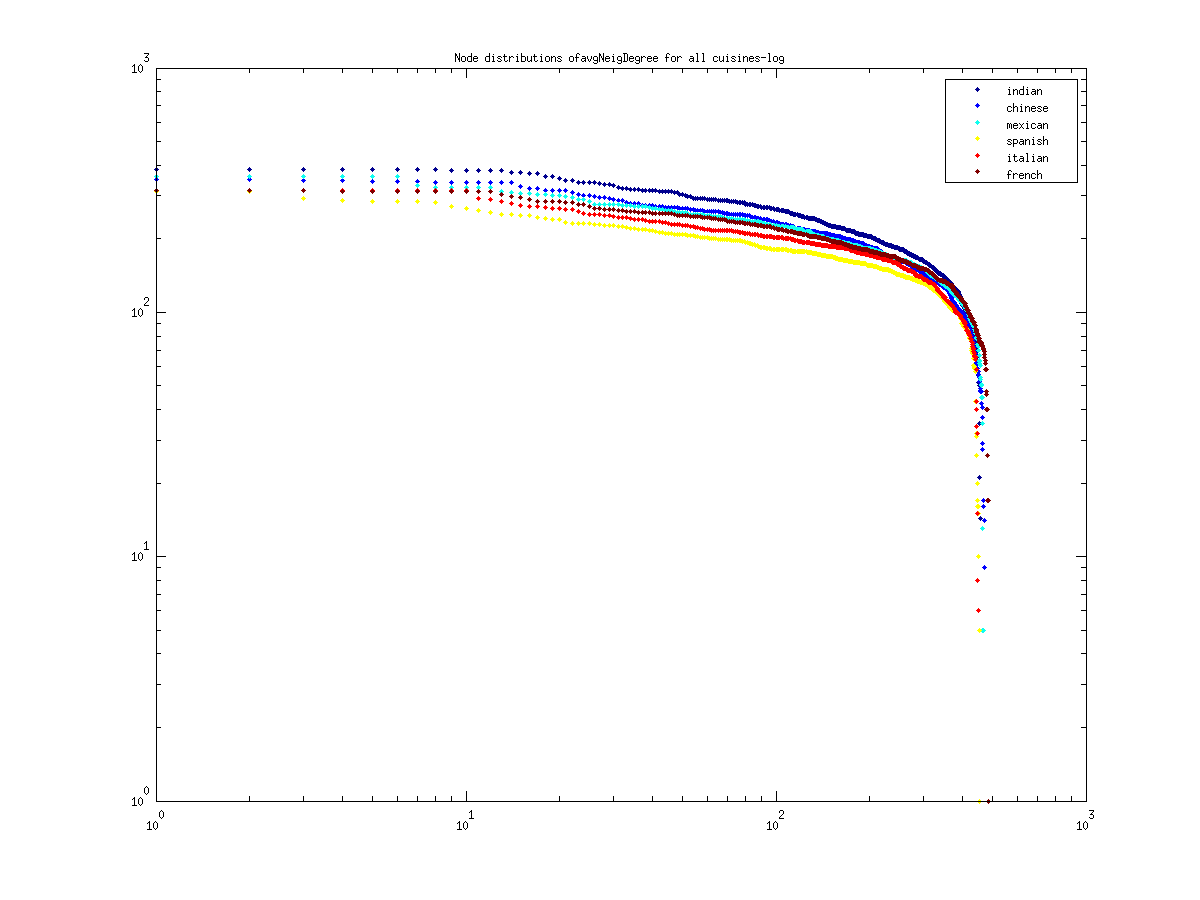 Node distributions ofavgNeigDegree for all cuisines-log
10^3
10^2
10^1
10^0
10^0 10^1 10^2 10^3
indian
chinese
mexican
spanish
italian
french